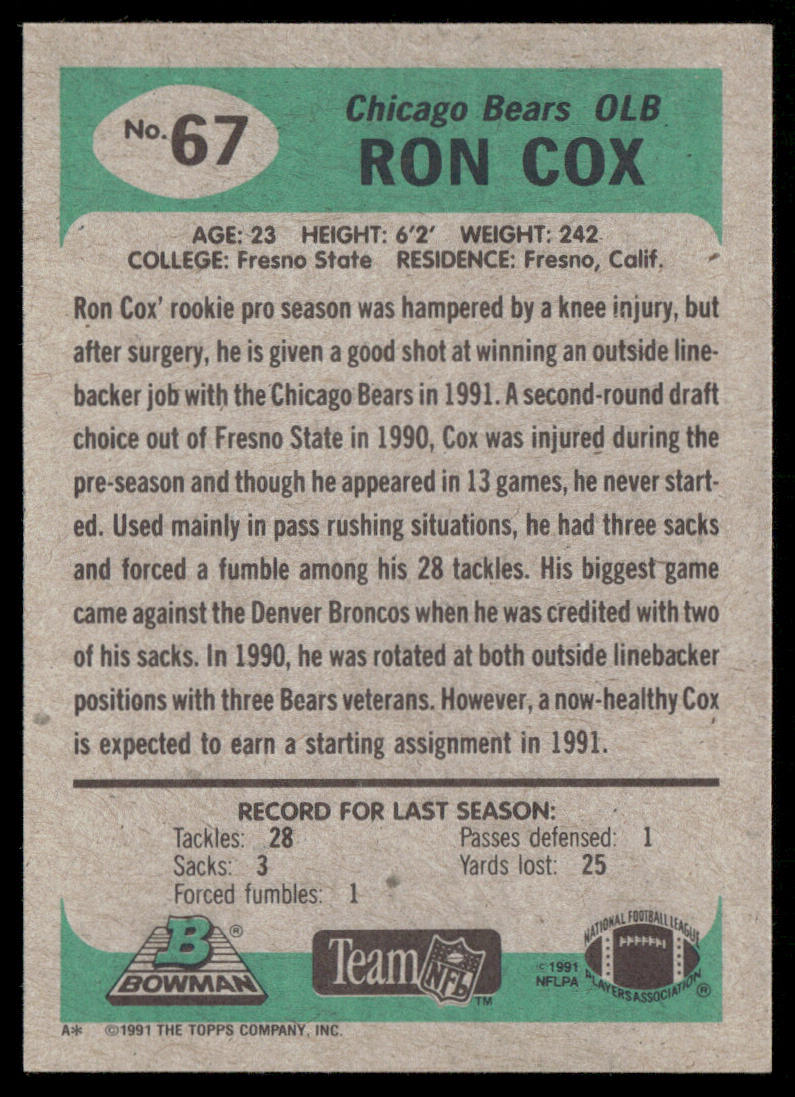 No. 67
Chicago Bears OLB
RON COX
AGE: 23 HEIGHT: 6'2' WEIGHT: 242
COLLEGE: Fresno State RESIDENCE: Fresno, Calif.
Ron Cox' rookie pro season was hampered by a knee injury, but
after surgery, he is given a good shot at winning an outside line-
backer job with the Chicago Bears in 1991. A second-round draft
choice out of Fresno State in 1990, Cox was injured during the
pre-season and though he appeared in 13 games, he never start-
ed. Used mainly in pass rushing situations, he had three sacks
and forced a fumble among his 28 tackles. His biggest game
came against the Denver Broncos when he was credited with two
of his sacks. In 1990, he was rotated at both outside linebacker
positions with three Bears veterans. However, a now-healthy Cox
is expected to earn a starting assignment in 1991.
RECORD FOR LAST SEASON:
Tackles: 28 Passes defensed: 1
Sacks: 3 Yards lost: 25
Forced fumbles: 1
B ®
BOWMAN
Team NFL ™
©1991
NFLPA
NATIONAL FOOTBALL LEAGUE
PLAYERS ASSOCIATION ®
A* ©1991 THE TOPPS COMPANY, INC.